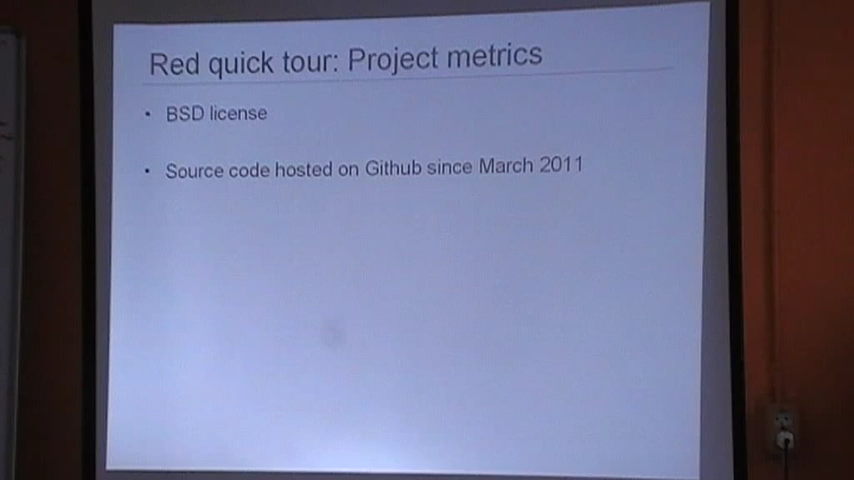 Red quick tour: Project metrics
• BSD license
• Source code hosted on Github since March 2011